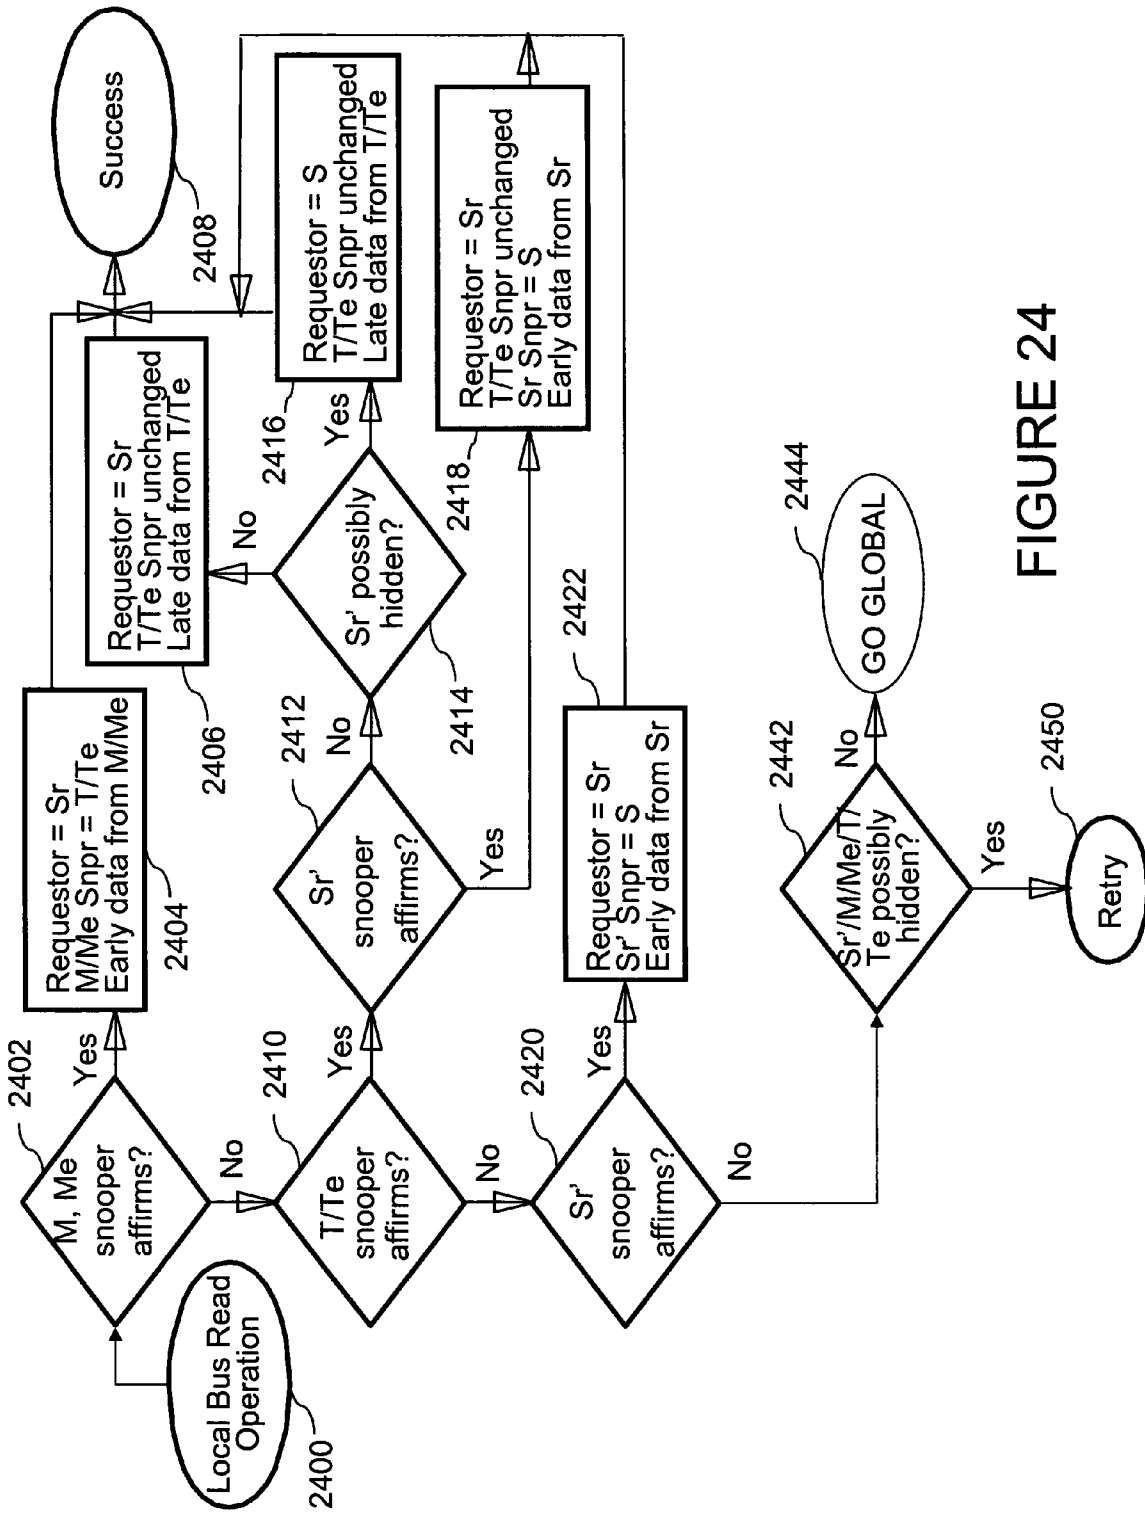 Local Bus Read
Operation
2400
M, Me
snooper
affirms?
2402
Yes
No
Requestor = Sr
M/Me Snpr = T/Te
Early data from M/Me
2404
Requestor = Sr
T/Te Snpr unchanged
Late data from T/Te
2406
Success
2408
T/Te
snooper
affirms?
2410
Yes
No
Sr'
snooper
affirms?
2412
No
Yes
Sr' possibly
hidden?
2414
No
Yes
Requestor = S
T/Te Snpr unchanged
Late data from T/Te
2416
Requestor = Sr
T/Te Snpr unchanged
Sr Snpr = S
Early data from Sr
2418
Sr'
snooper
affirms?
2420
Yes
No
Requestor = Sr
Sr' Snpr = S
Early data from Sr
2422
Sr'/M/Me/T/
Te possibly
hidden?
2442
No
Yes
GO GLOBAL
2444
Retry
2450
FIGURE 24